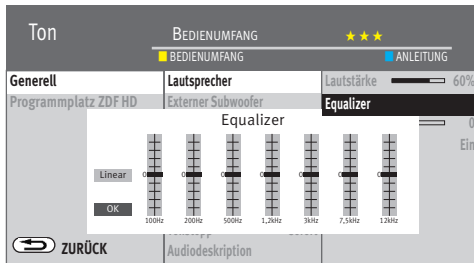 Ton
BEDIENUMFANG
BEDIENUMFANG ANLEITUNG
Generell Lautsprecher Lautstärke 60%
Programmplatz ZDF HD Externer Subwoofer Equalizer
Equalizer
0
Ein
Linear 0 0 0 0 0 0 0
OK
100Hz 200Hz 500Hz 1,2kHz 3kHz 7,5kHz 12kHz
ZURÜCK
Audiodeskription